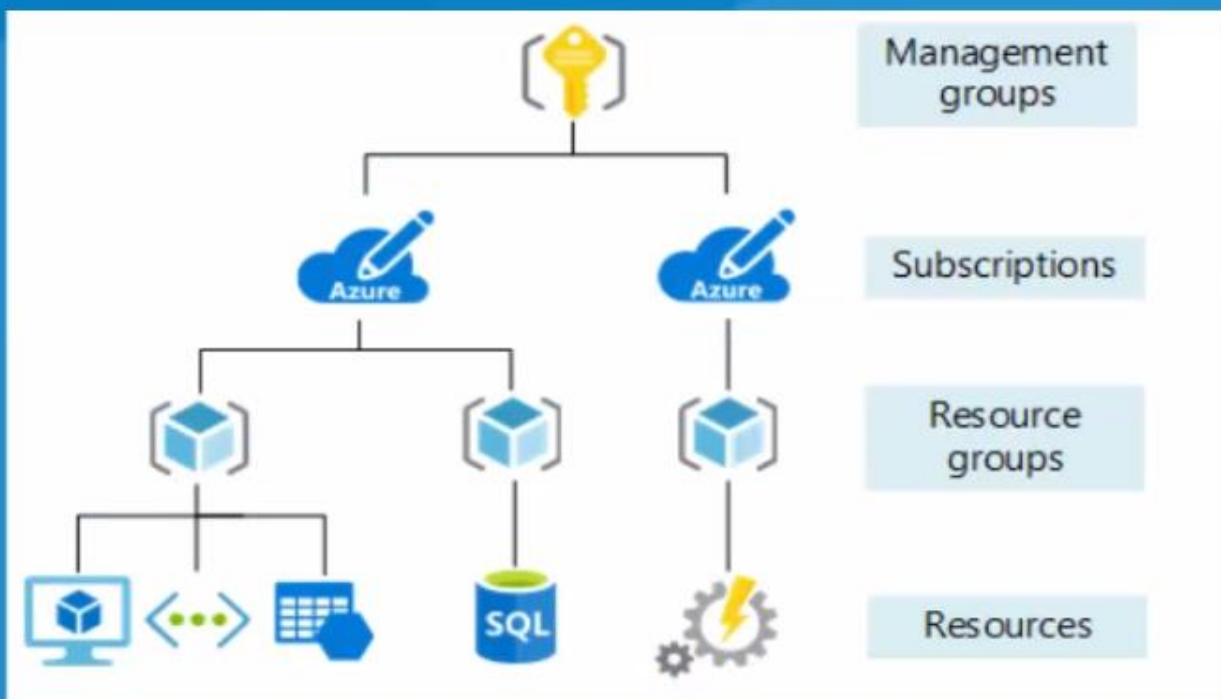 Management
groups
Azure
Azure
Subscriptions
Resource
groups
SQL
Resources